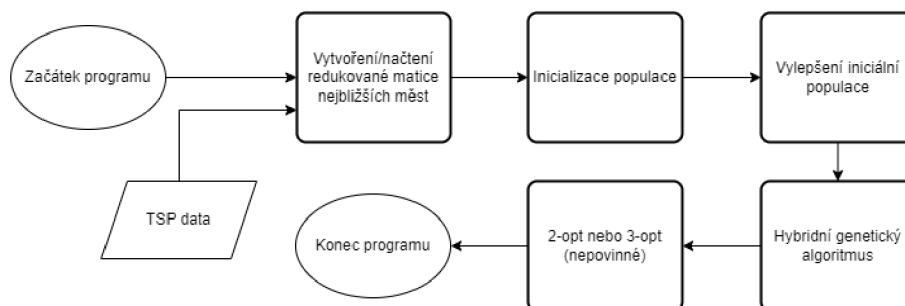 Začátek programu
Vytvoření/načtení
redukované matice
nejbližších měst
Inicializace populace
Vylepšení iniciální
populace
TSP data
Konec programu
2-opt nebo 3-opt
(nepovinné)
Hybridní genetický
algoritmus